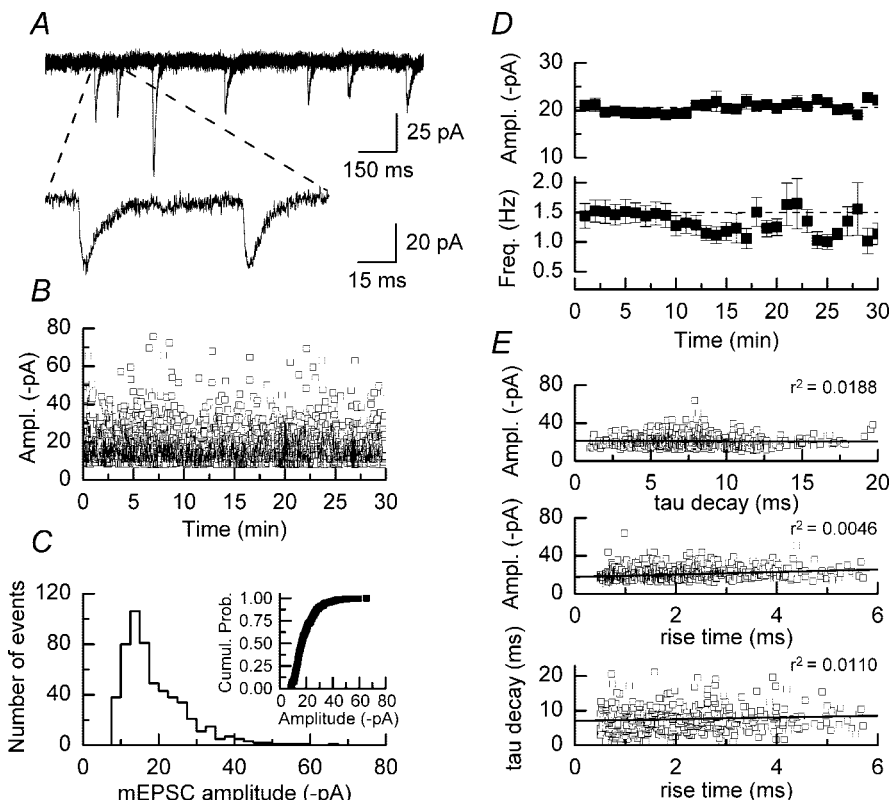 A
25 pA
150 ms
20 pA
15 ms
B
Ampl. (-pA)
80
60
40
20
0
0 5 10 15 20 25 30
Time (min)
C
Number of events
120
80
40
0
0 20 40 60 80
mEPSC amplitude (-pA)
Cumul. Prob.
1.00
0.75
0.50
0.25
0.00
0 20 40 60 80
Amplitude (-pA)
D
Ampl. (-pA)
30
20
10
Freq. (Hz)
2.0
1.5
1.0
0.5
0 5 10 15 20 25 30
Time (min)
E
r2 = 0.0188
Ampl. (-pA)
80
40
0
0 5 10 15 20
tau decay (ms)
r2 = 0.0046
Ampl. (-pA)
80
40
0
0 2 4 6
rise time (ms)
r2 = 0.0110
tau decay (ms)
20
10
0
0 2 4 6
rise time (ms)